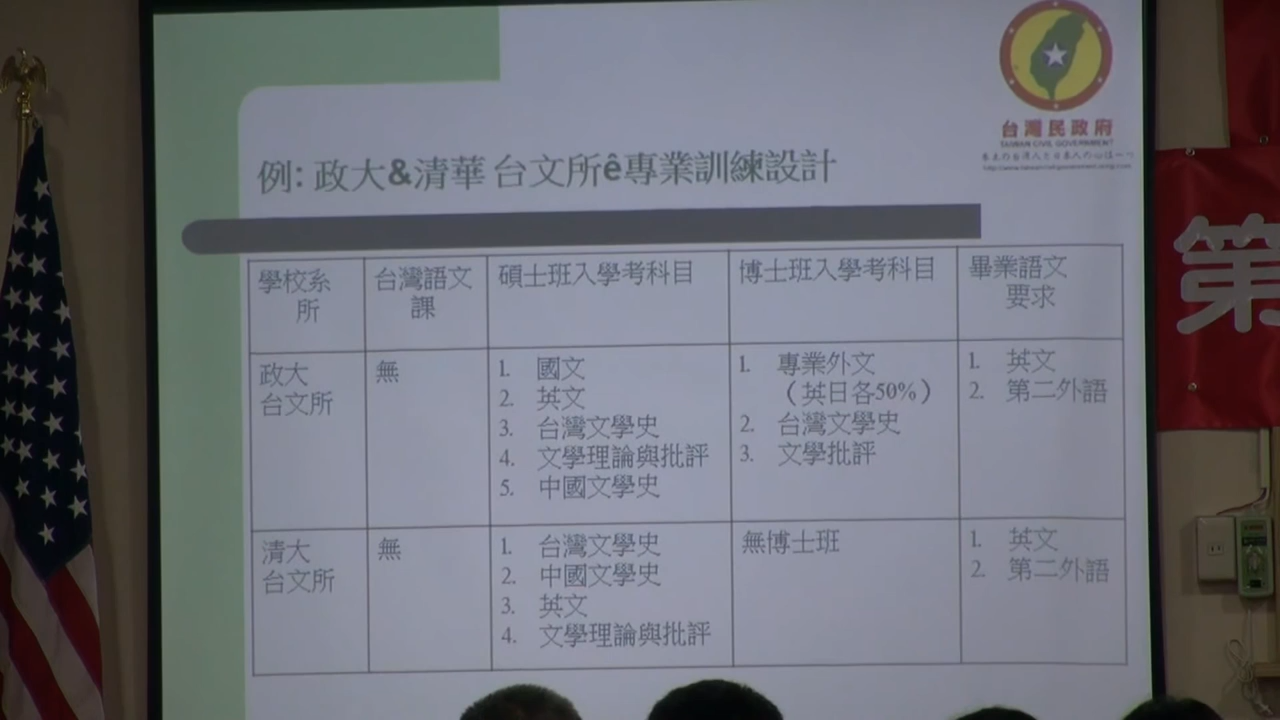 台灣民政府
TAIWAN CIVIL GOVERNMENT
例: 政大&清華 台文所ê專業訓練設計
學校系
所
台灣語文
課
碩士班入學考科目
博士班入學考科目
畢業語文
要求
政大
台文所
無
1. 國文
2. 英文
3. 台灣文學史
4. 文學理論與批評
5. 中國文學史
1. 專業外文
（英日各50%）
2. 台灣文學史
3. 文學批評
1. 英文
2. 第二外語
清大
台文所
無
1. 台灣文學史
2. 中國文學史
3. 英文
4. 文學理論與批評
無博士班
1. 英文
2. 第二外語
第